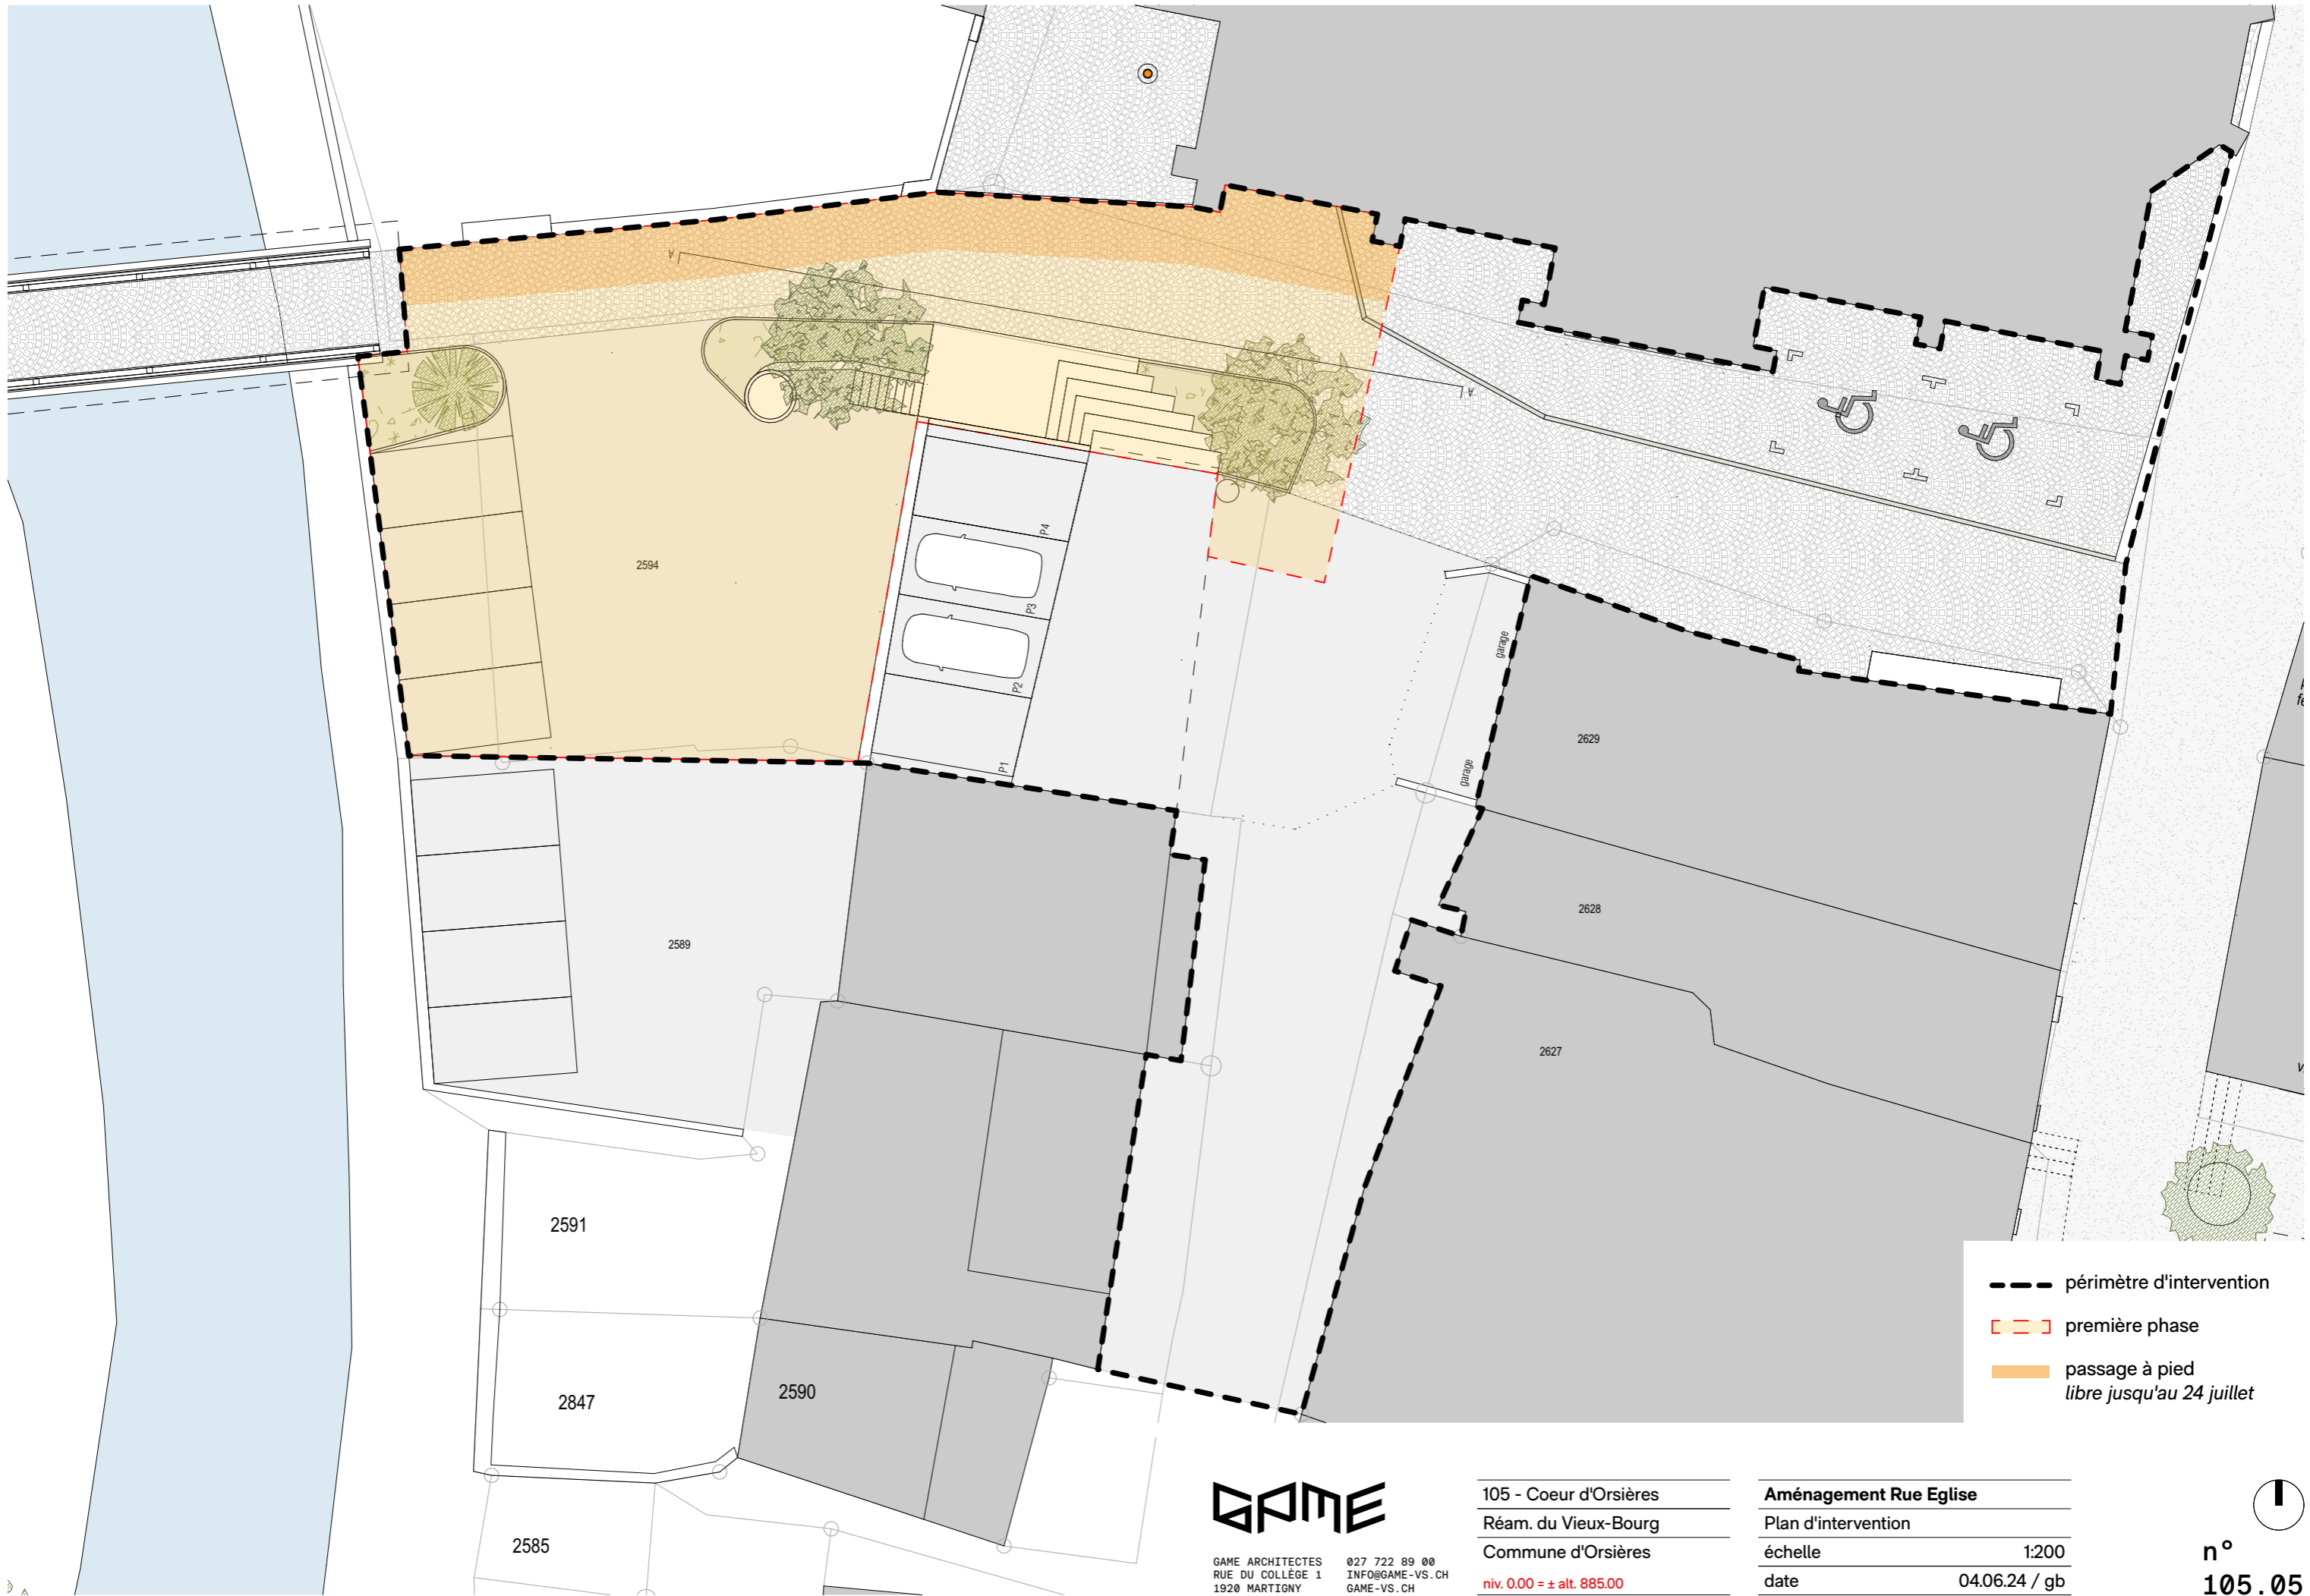 A
A
2594
P4
P3
P2
P1
garage
garage
2629
2628
2627
2589
2591
2847
2590
2585
périmètre d'intervention
première phase
passage à pied
libre jusqu'au 24 juillet
GAME
GAME ARCHITECTES
RUE DU COLLÈGE 1
1920 MARTIGNY
027 722 89 00
INFO@GAME-VS.CH
GAME-VS.CH
105 - Coeur d'Orsières
Réam. du Vieux-Bourg
Commune d'Orsières
niv. 0.00 = ± alt. 885.00
Aménagement Rue Eglise
Plan d'intervention
échelle 1:200
date 04.06.24 / gb
n°
105.05